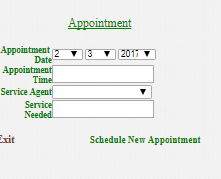 Appointment
Appointment Date 2 3 2017
Appointment Time
Service Agent
Service Needed
Exit Schedule New Appointment